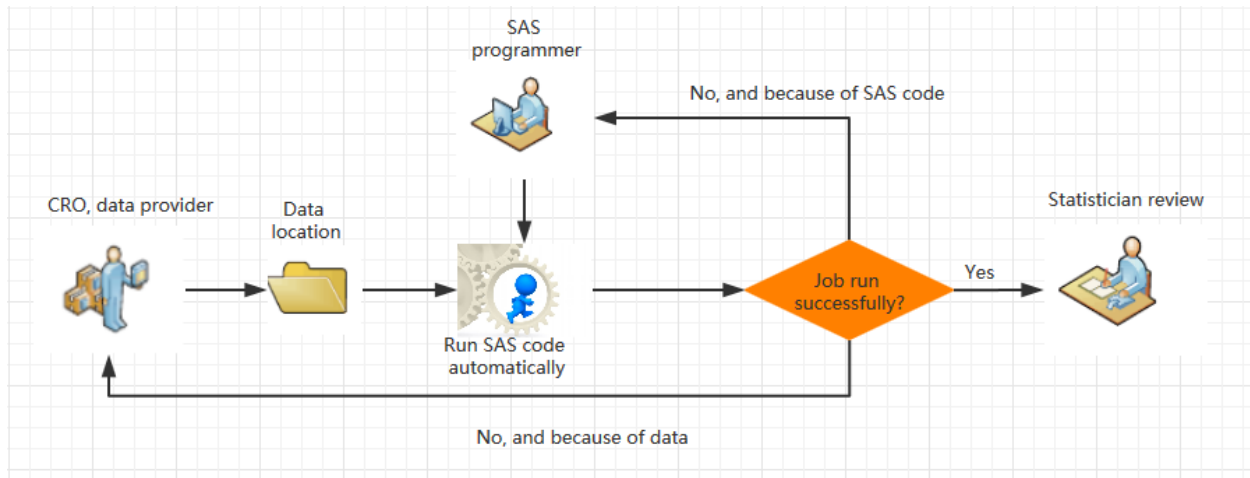 SAS
programmer
No, and because of SAS code
CRO, data provider
Data
location
Statistician review
Job run
successfully?
Yes
Run SAS code
automatically
No, and because of data